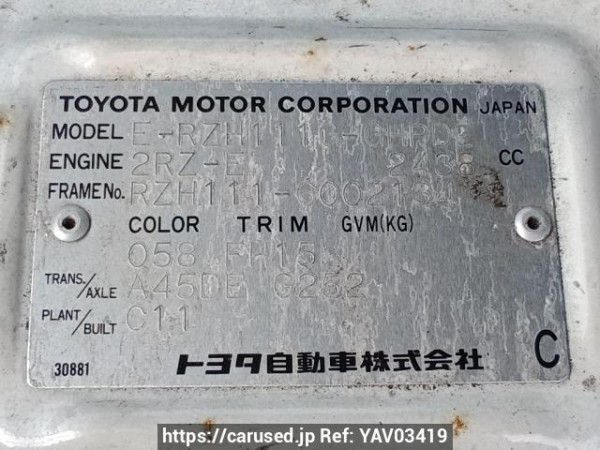 TOYOTA MOTOR CORPORATION JAPAN
MODEL
ENGINE 2RZ-E 2438 CC
FRAME No.
COLOR TRIM GVM(KG)
058 FH15
TRANS./AXLE A45DE G252
PLANT/BUILT C11
30881 トヨタ自動車株式会社 C
https://carused.jp Ref: YAV03419